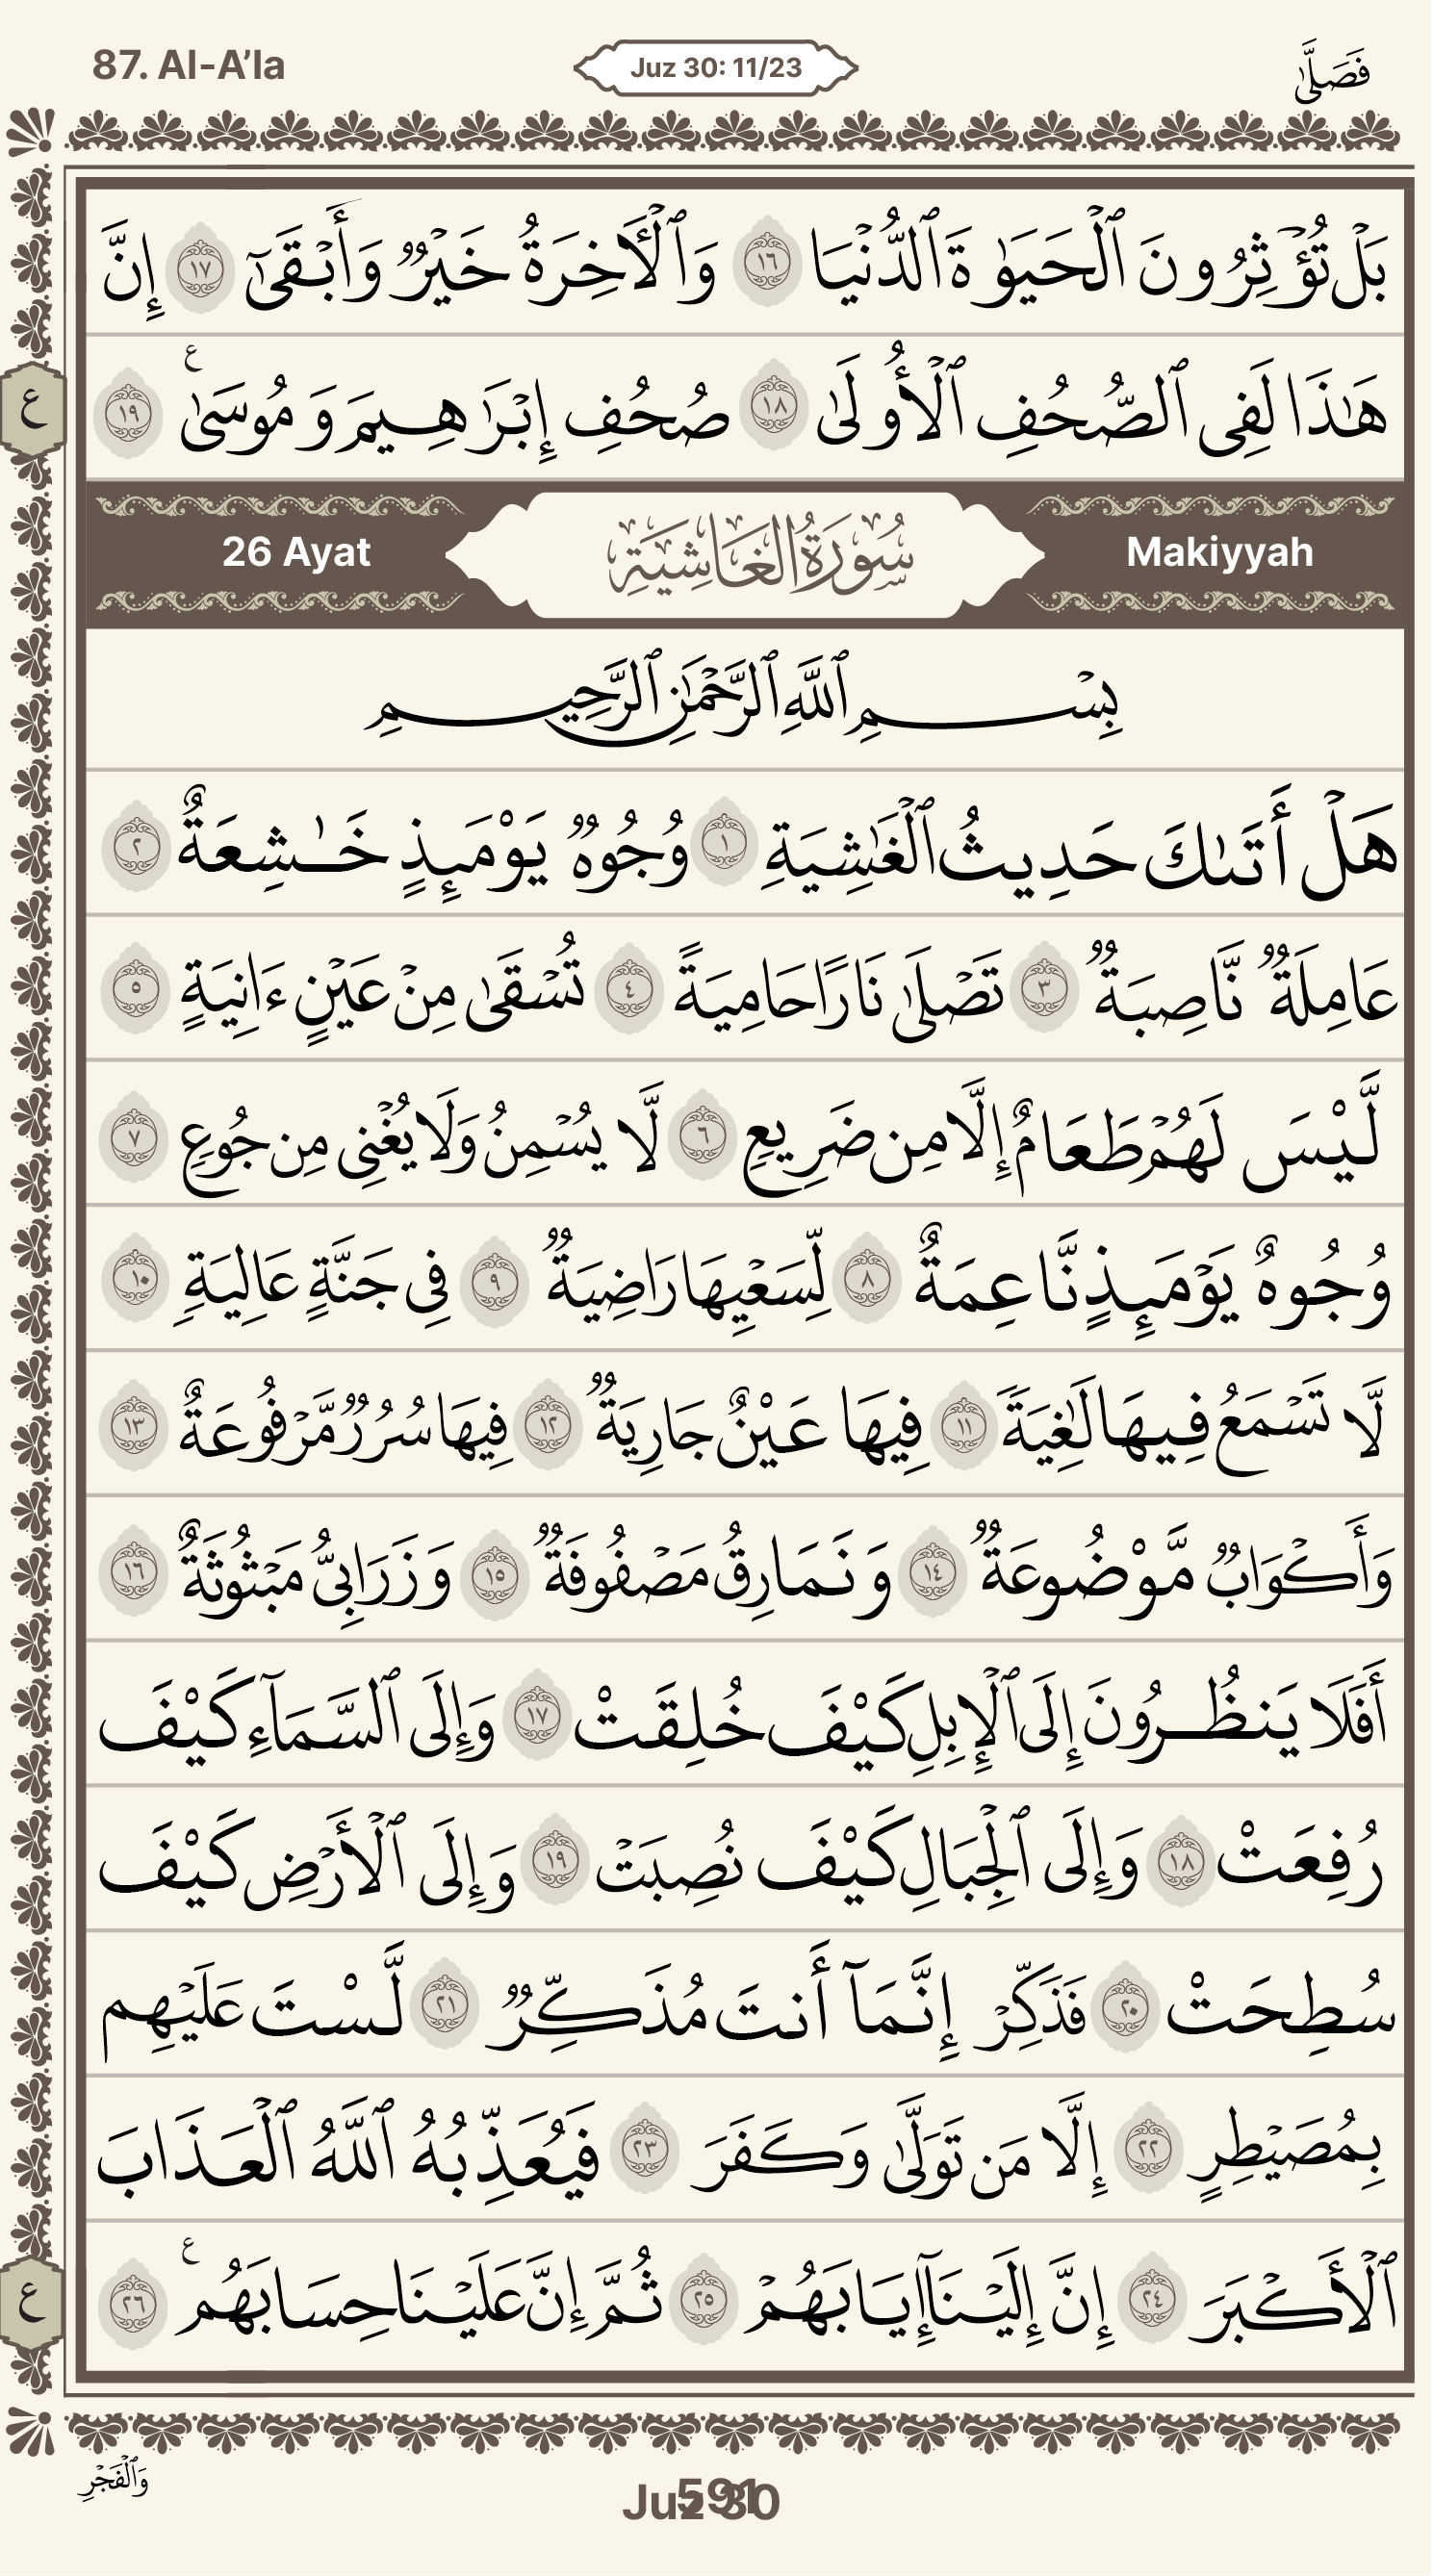 87. Al-A’la
Juz 30: 11/23
فَصَلَّىٰ
بَلۡ تُؤۡثِرُونَ ٱلۡحَيَوٰةَ ٱلدُّنۡيَا ١٦ وَٱلۡأٓخِرَةُ خَيۡرٞ وَأَبۡقَىٰٓ ١٧ إِنَّ
هَٰذَا لَفِي ٱلصُّحُفِ ٱلۡأُولَىٰ ١٨ صُحُفِ إِبۡرَٰهِيمَ وَمُوسَىٰ ع ١٩
ع
26 Ayat
سُورَةُ الغَاشِيَةِ
Makiyyah
بِسۡمِ ٱللَّهِ ٱلرَّحۡمَٰنِ ٱلرَّحِيمِ
هَلۡ أَتَىٰكَ حَدِيثُ ٱلۡغَٰشِيَةِ ١ وُجُوهٞ يَوۡمَئِذٍ خَٰشِعَةٌ ٢
عَامِلَةٞ نَّاصِبَةٞ ٣ تَصۡلَىٰ نَارًا حَامِيَةٗ ٤ تُسۡقَىٰ مِنۡ عَيۡنٍ ءَانِيَةٖ ٥
لَّيۡسَ لَهُمۡ طَعَامٌ إِلَّا مِن ضَرِيعٖ ٦ لَّا يُسۡمِنُ وَلَا يُغۡنِي مِن جُوعٖ ٧
وُجُوهٌ يَوۡمَئِذٍ نَّاعِمَةٌ ٨ لِّسَعۡيِهَا رَاضِيَةٞ ٩ فِي جَنَّةٍ عَالِيَةٖ ١٠
لَّا تَسۡمَعُ فِيهَا لَٰغِيَةٗ ١١ فِيهَا عَيۡنٌ جَارِيَةٞ ١٢ فِيهَا سُرُرٞ مَّرۡفُوعَةٌ ١٣
وَأَكۡوَابٞ مَّوۡضُوعَةٞ ١٤ وَنَمَارِقُ مَصۡفُوفَةٞ ١٥ وَزَرَابِيُّ مَبۡثُوثَةٌ ١٦
أَفَلَا يَنظُرُونَ إِلَى ٱلۡإِبِلِ كَيۡفَ خُلِقَتۡ ١٧ وَإِلَى ٱلسَّمَآءِ كَيۡفَ
رُفِعَتۡ ١٨ وَإِلَى ٱلۡجِبَالِ كَيۡفَ نُصِبَتۡ ١٩ وَإِلَى ٱلۡأَرۡضِ كَيۡفَ
سُطِحَتۡ ٢٠ فَذَكِّرۡ إِنَّمَآ أَنتَ مُذَكِّرٞ ٢١ لَّسۡتَ عَلَيۡهِم
بِمُصَيۡطِرٍ ٢٢ إِلَّا مَن تَوَلَّىٰ وَكَفَرَ ٢٣ فَيُعَذِّبُهُ ٱللَّهُ ٱلۡعَذَابَ
ٱلۡأَكۡبَرَ ٢٤ إِنَّ إِلَيۡنَآ إِيَابَهُمۡ ٢٥ ثُمَّ إِنَّ عَلَيۡنَا حِسَابَهُم ع ٢٦
ع
وَٱلۡفَجۡرِ
591
Juz 30